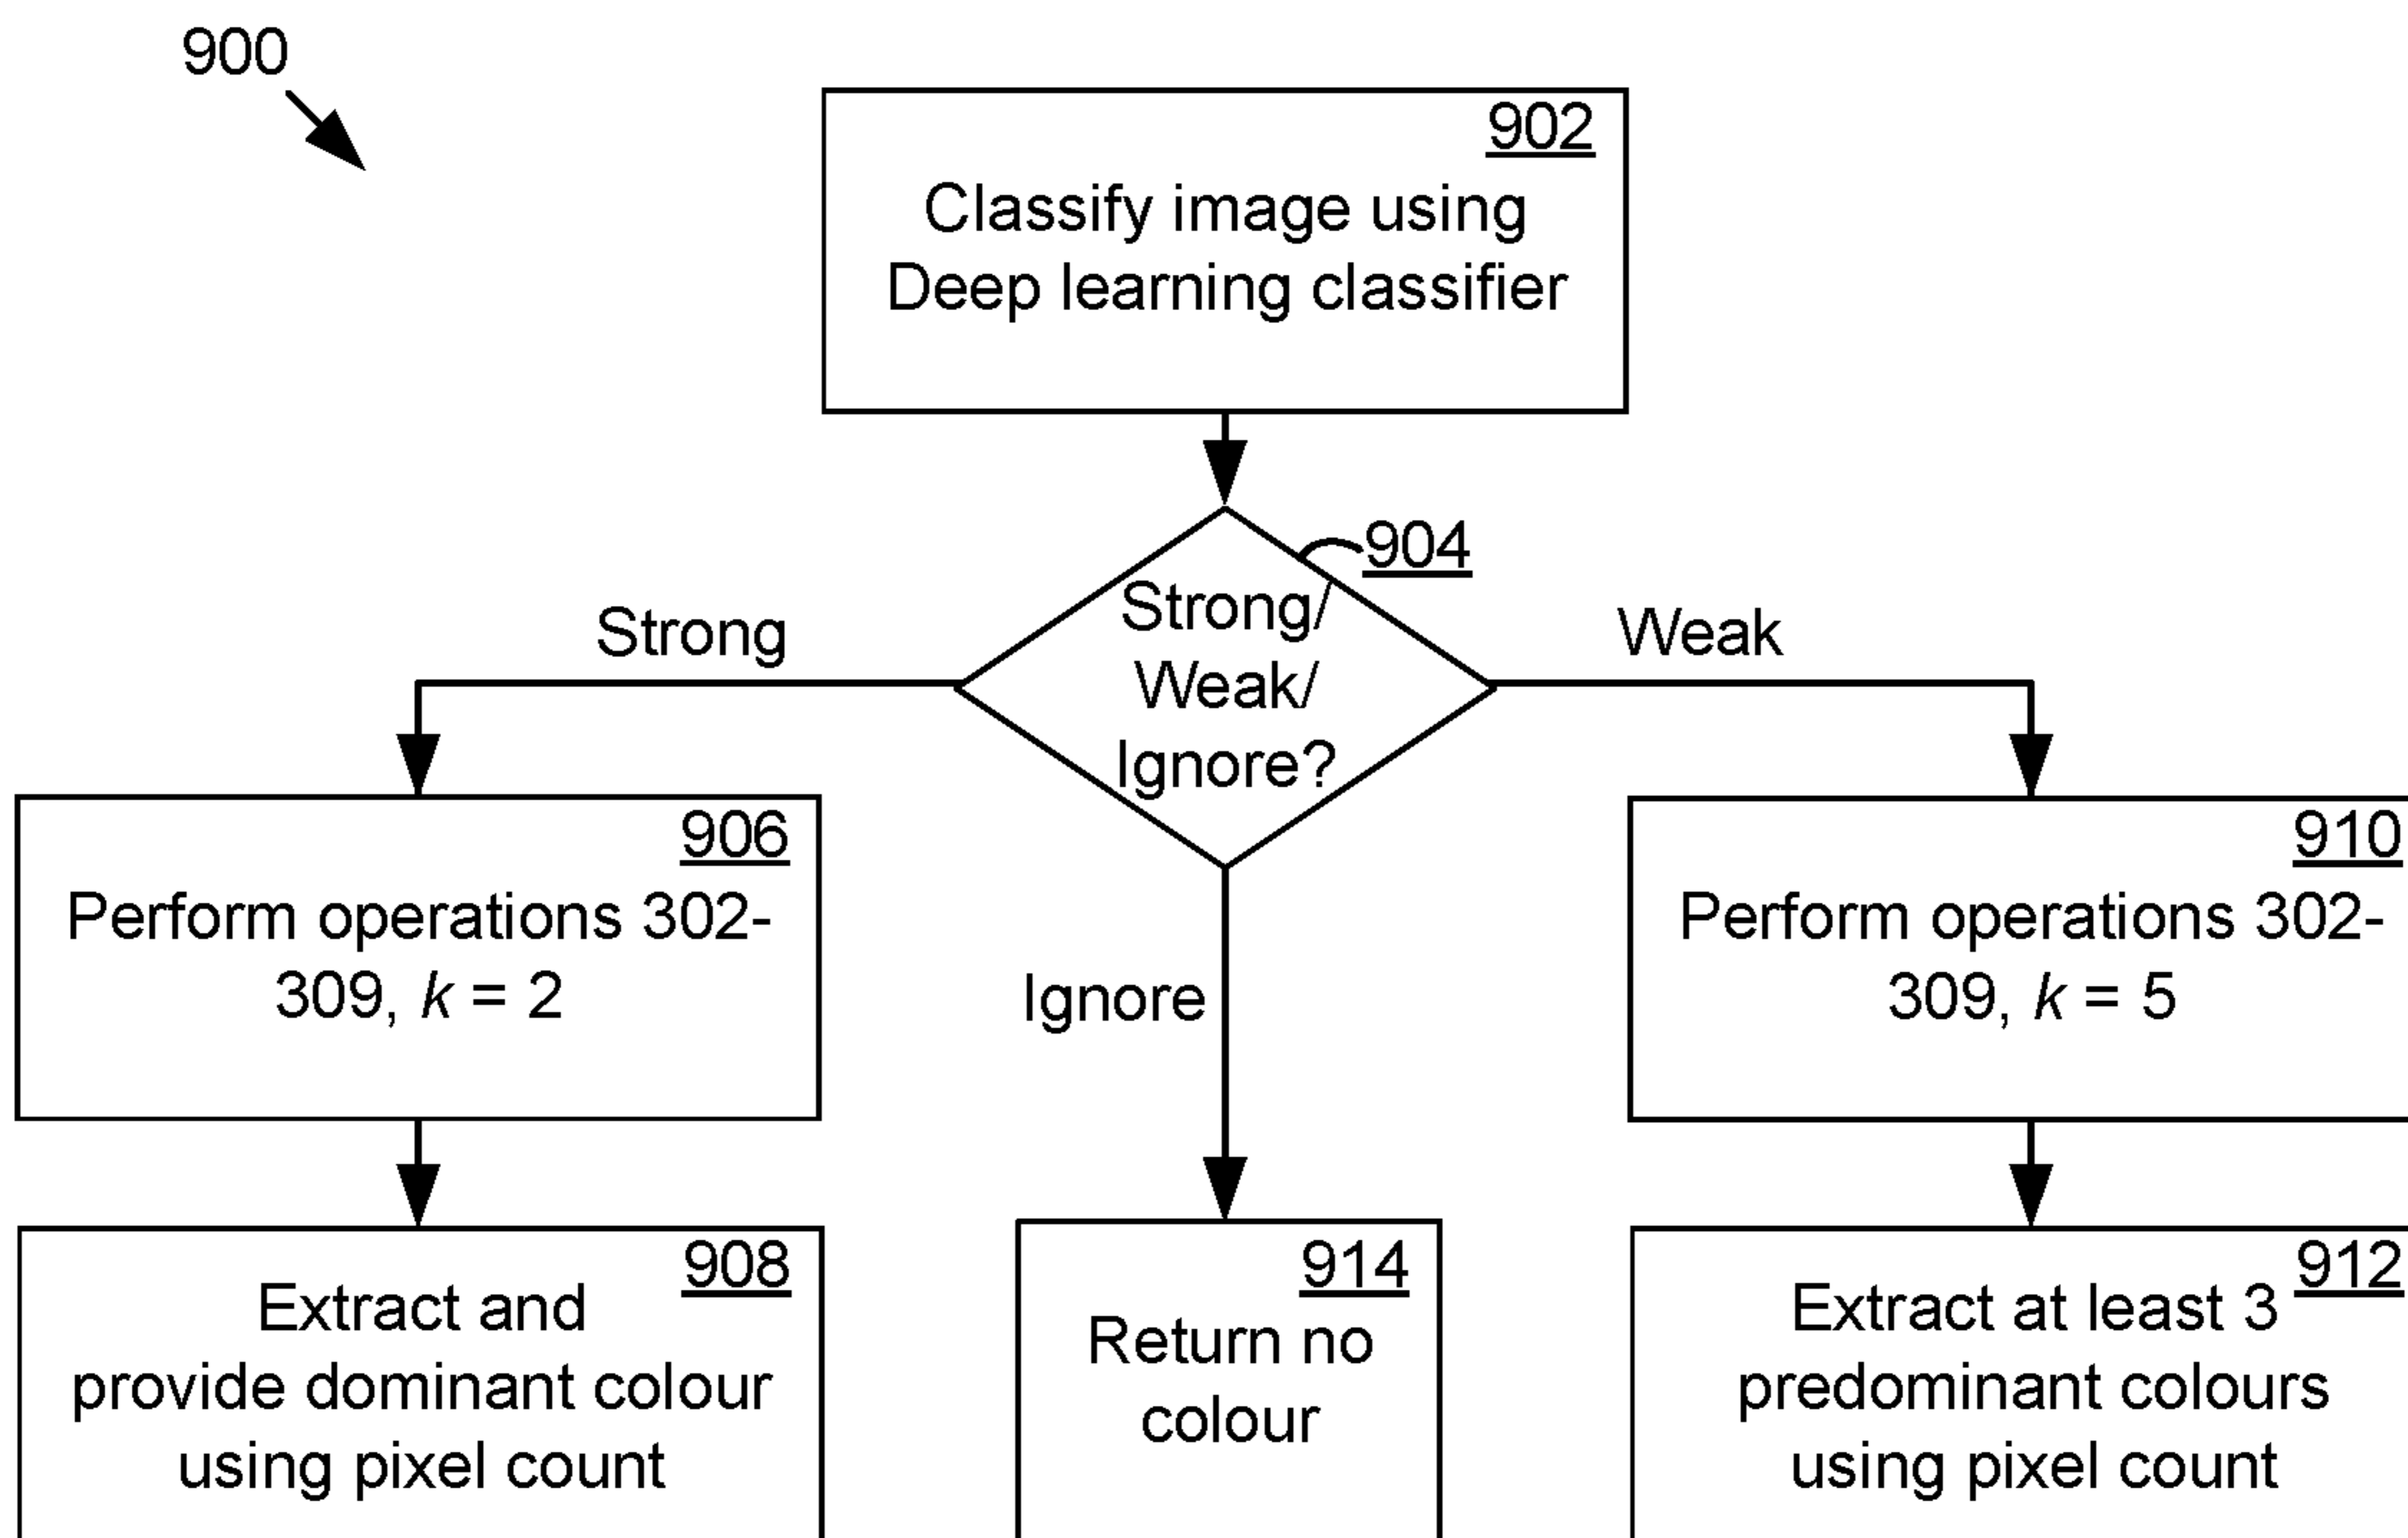 900
902
Classify image using
Deep learning classifier
904
Strong/
Weak/
Ignore?
Strong
Weak
Ignore
906
Perform operations 302-
309, k = 2
910
Perform operations 302-
309, k = 5
908
Extract and
provide dominant colour
using pixel count
914
Return no
colour
912
Extract at least 3
predominant colours
using pixel count